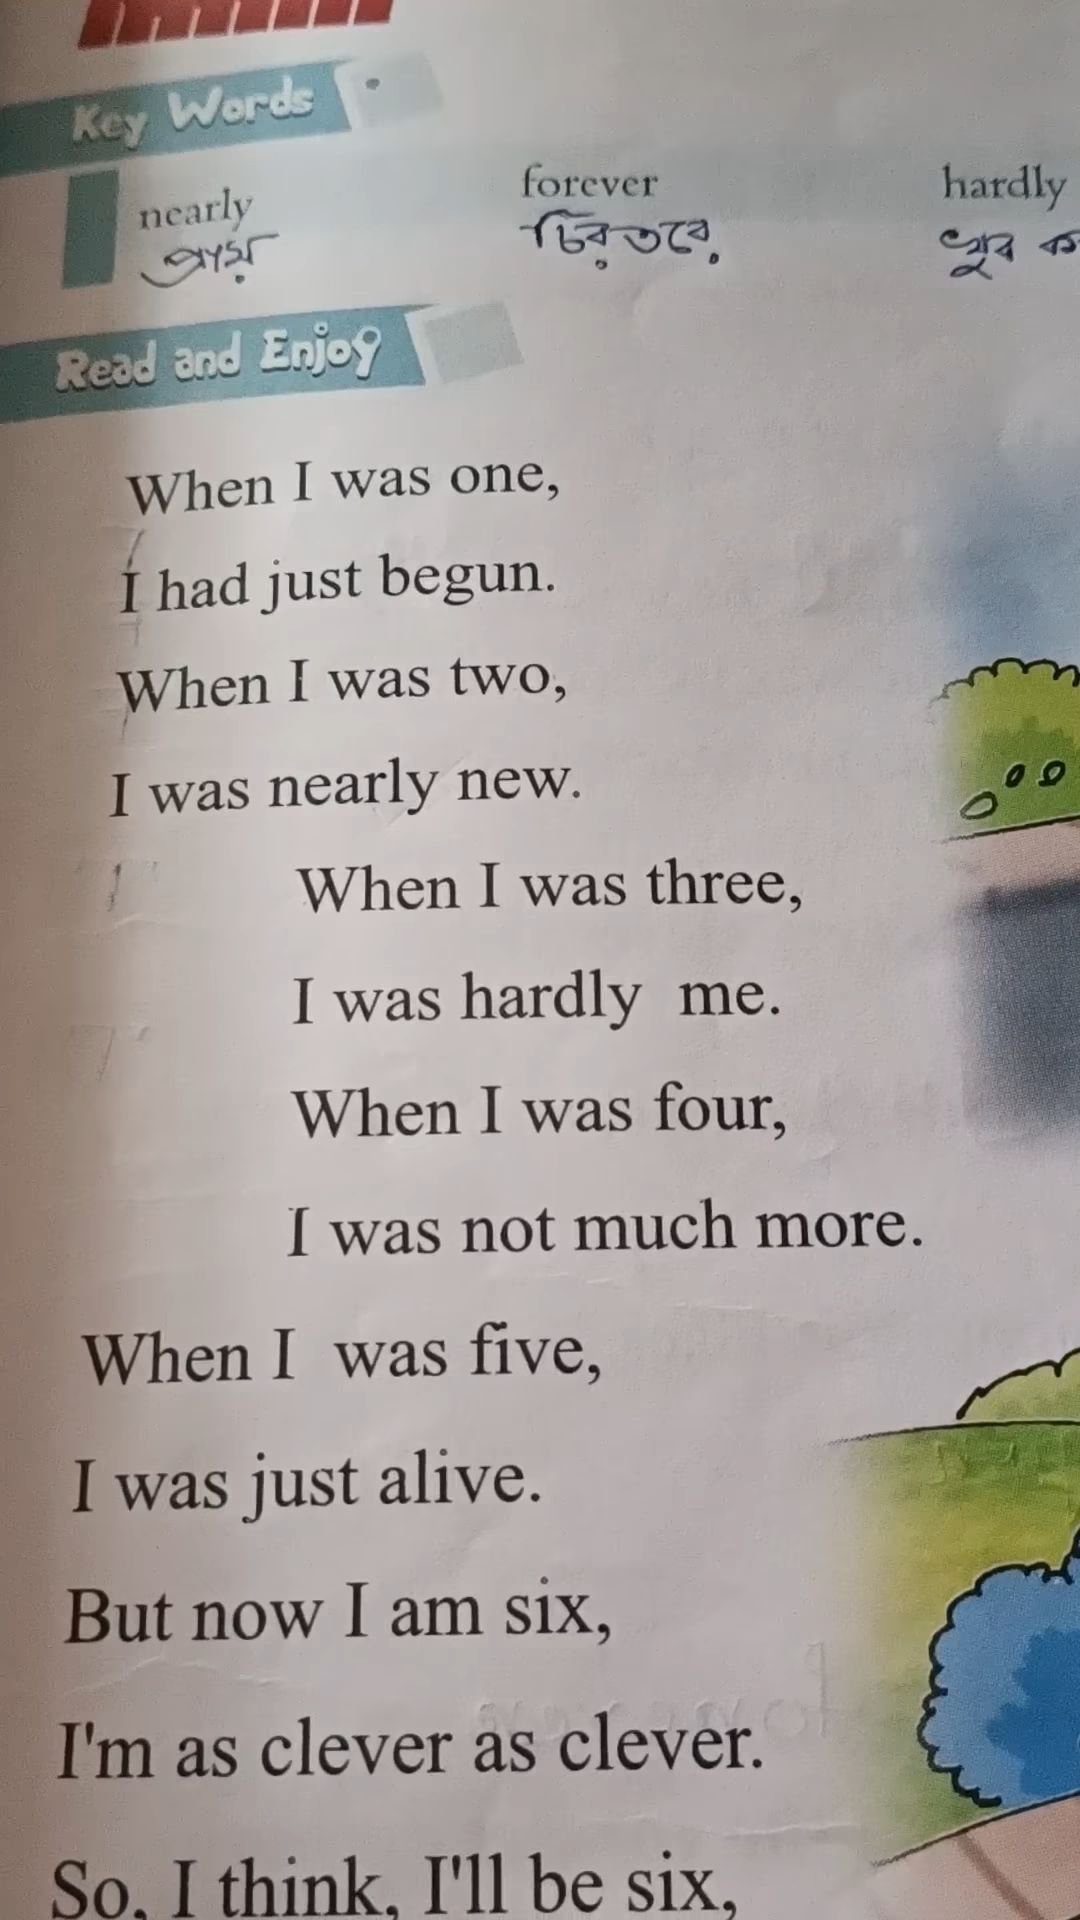 Key Words
nearly forever hardly
প্রায় চিরতরে খুব
Read and Enjoy
When I was one,
I had just begun.
When I was two,
I was nearly new.
When I was three,
I was hardly me.
When I was four,
I was not much more.
When I was five,
I was just alive.
But now I am six,
I'm as clever as clever.
So, I think, I'll be six,